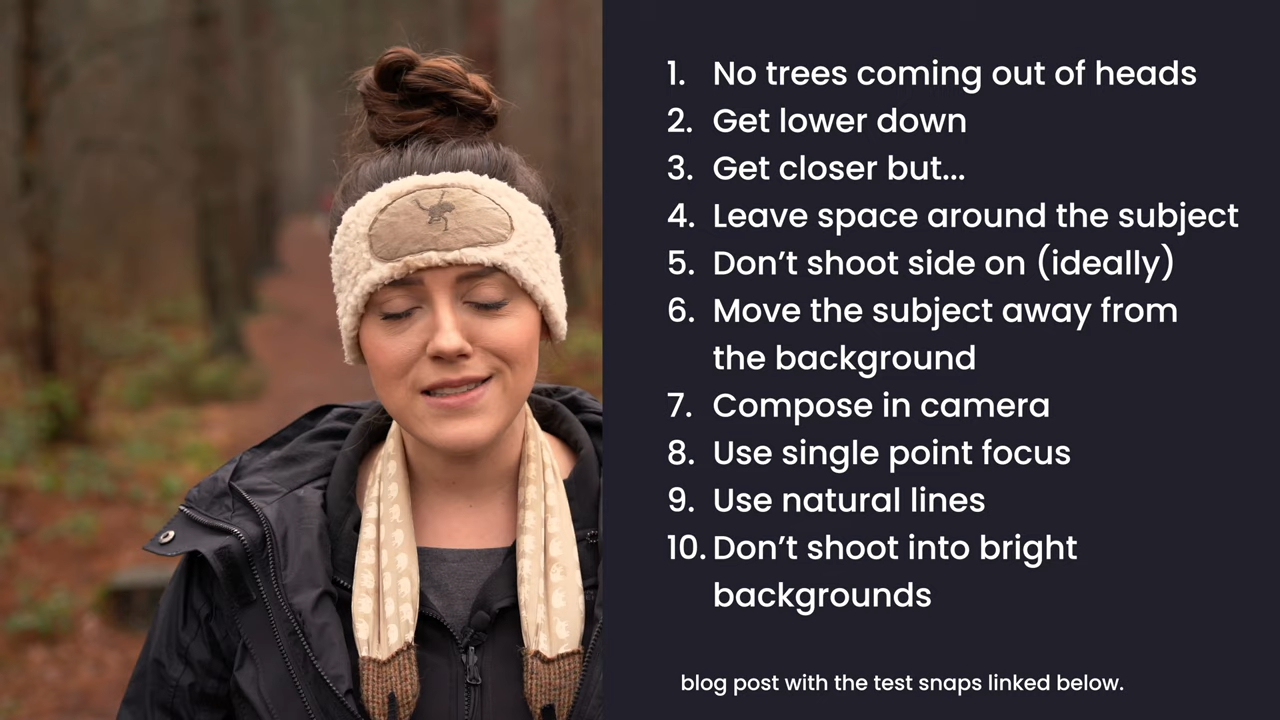 1. No trees coming out of heads
2. Get lower down
3. Get closer but...
4. Leave space around the subject
5. Don’t shoot side on (ideally)
6. Move the subject away from
the background
7. Compose in camera
8. Use single point focus
9. Use natural lines
10. Don’t shoot into bright
backgrounds
blog post with the test snaps linked below.